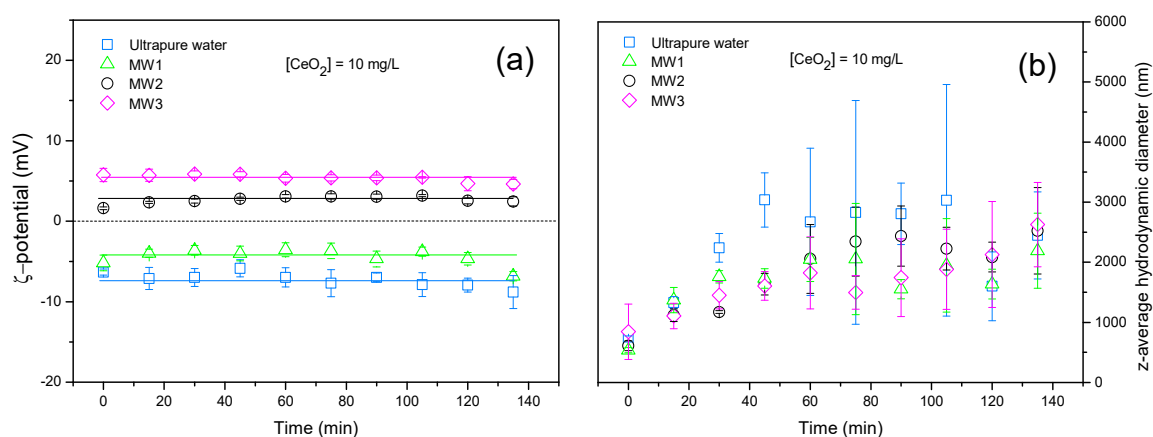 Ultrapure water
MW1
MW2
MW3
[CeO₂] = 10 mg/L
(a)
20
10
0
-10
-20
ζ−potential (mV)
0 20 40 60 80 100 120 140
Time (min)
Ultrapure water
MW1
MW2
MW3
[CeO₂] = 10 mg/L
(b)
6000
5000
4000
3000
2000
1000
0
z-average hydrodynamic diameter (nm)
0 20 40 60 80 100 120 140
Time (min)